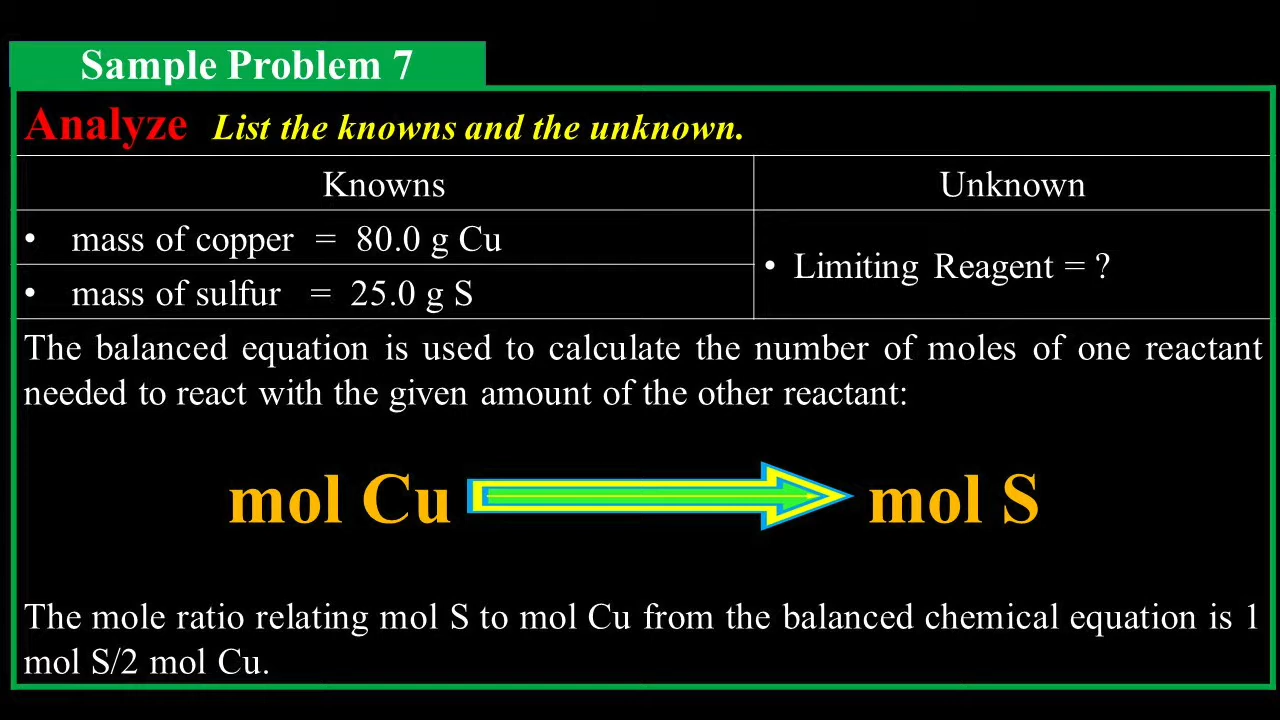 Sample Problem 7
Analyze List the knowns and the unknown.
Knowns Unknown
• mass of copper = 80.0 g Cu
• Limiting Reagent = ?
• mass of sulfur = 25.0 g S
The balanced equation is used to calculate the number of moles of one reactant
needed to react with the given amount of the other reactant:
mol Cu mol S
The mole ratio relating mol S to mol Cu from the balanced chemical equation is 1
mol S/2 mol Cu.